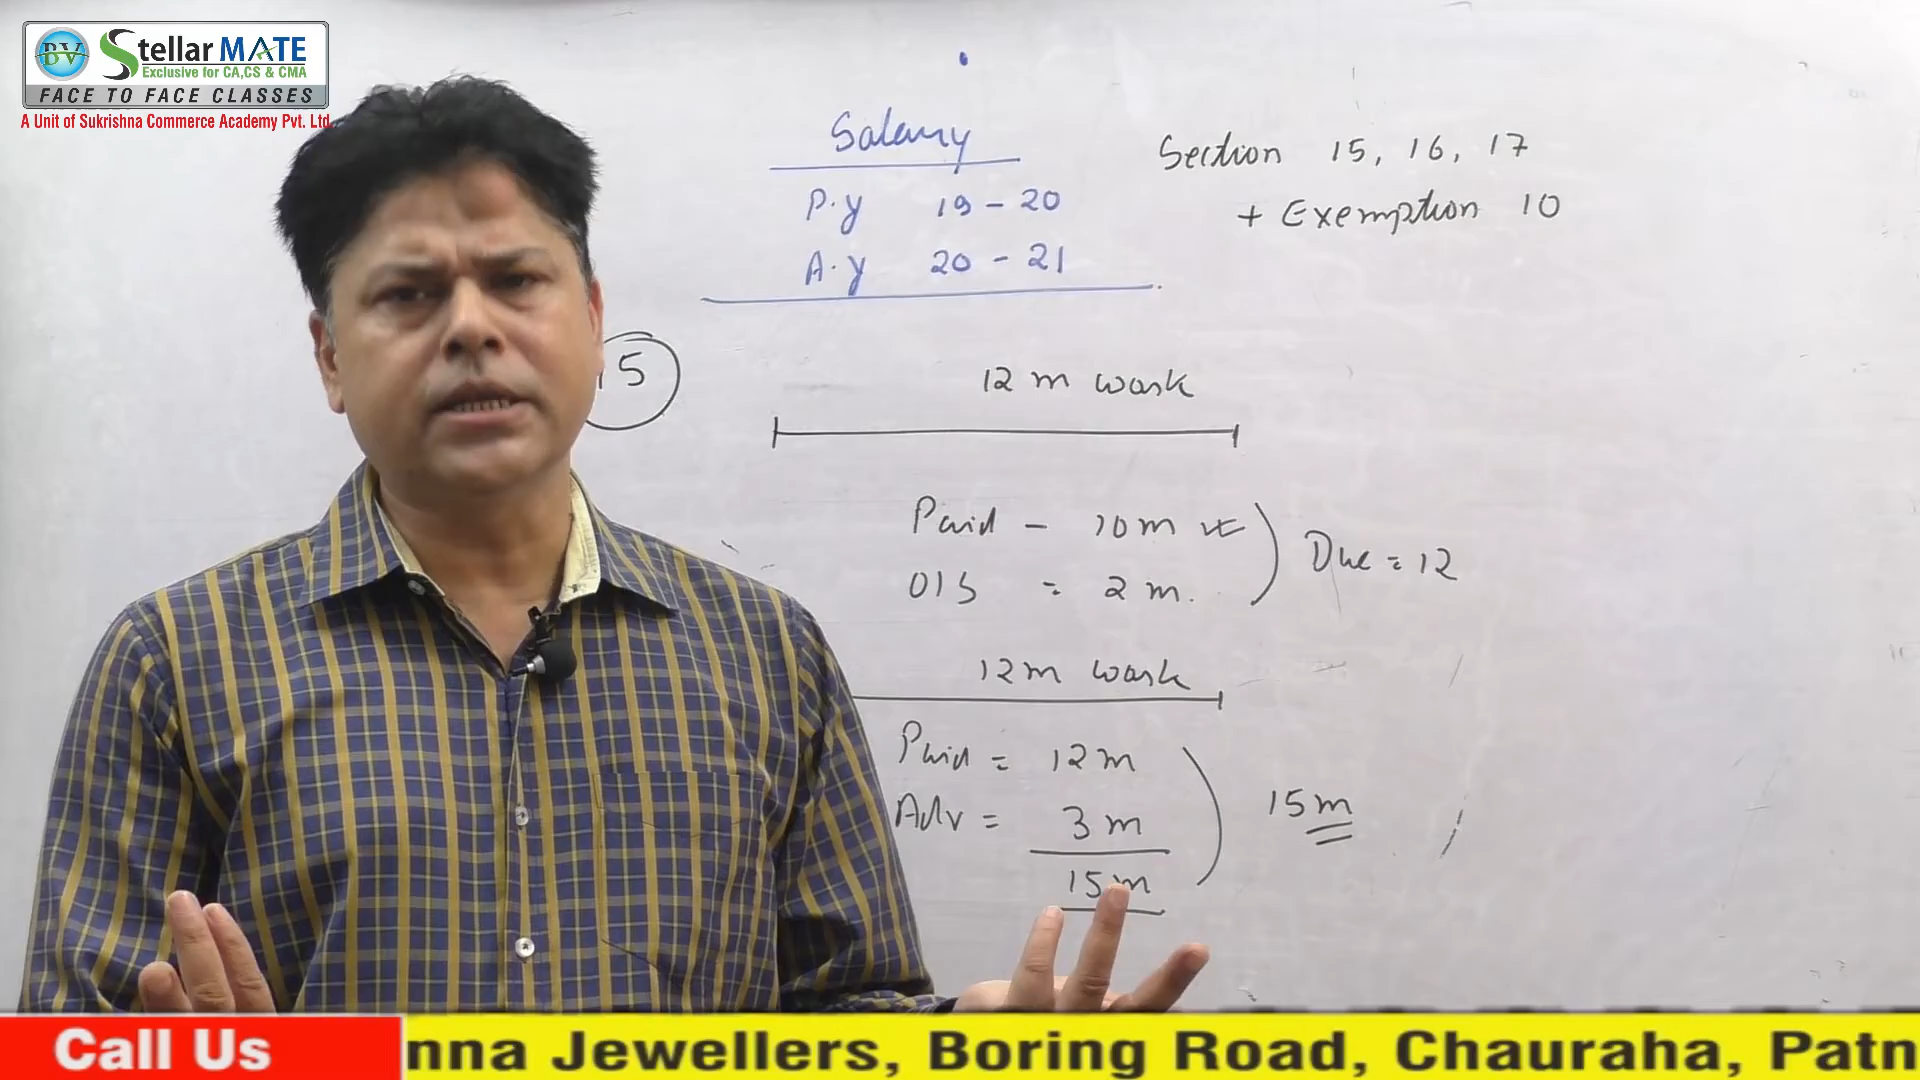 BV Stellar MATE
Exclusive for CA,CS & CMA
FACE TO FACE CLASSES
A Unit of Sukrishna Commerce Academy Pvt. Ltd.
Salary
P.y 19 - 20
A.y 20 - 21
Section 15, 16, 17
+ Exemption 10
15
12 m work
Paid - 10 m
O/S = 2 m.
Due = 12
12m work
Paid = 12m
Adv = 3 m
15m
15m
Call Us
nna Jewellers, Boring Road, Chauraha, Patn